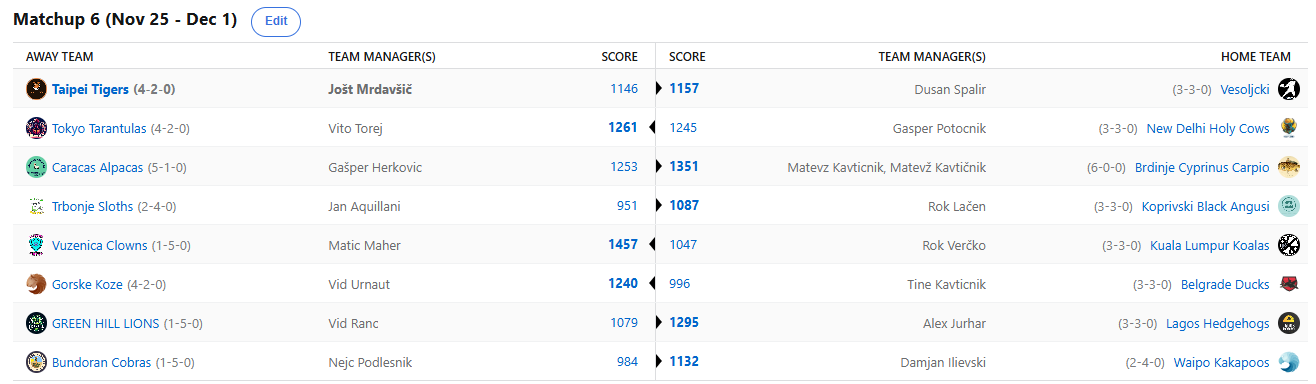 Matchup 6 (Nov 25 - Dec 1) Edit
AWAY TEAM TEAM MANAGER(S) SCORE SCORE TEAM MANAGER(S) HOME TEAM
Taipei Tigers (4-2-0) Jošt Mrdavšič 1146 1157 Dusan Spalir (3-3-0) Vesoljcki
Tokyo Tarantulas (4-2-0) Vito Torej 1261 1245 Gasper Potocnik (3-3-0) New Delhi Holy Cows
Caracas Alpacas (5-1-0) Gašper Herkovic 1253 1351 Matevz Kavticnik, Matevž Kavtičnik (6-0-0) Brdinje Cyprinus Carpio
Trbonje Sloths (2-4-0) Jan Aquillani 951 1087 Rok Lačen (3-3-0) Koprivski Black Angusi
Vuzenica Clowns (1-5-0) Matic Maher 1457 1047 Rok Verčko (3-3-0) Kuala Lumpur Koalas
Gorske Koze (4-2-0) Vid Urnaut 1240 996 Tine Kavticnik (3-3-0) Belgrade Ducks
GREEN HILL LIONS (1-5-0) Vid Ranc 1079 1295 Alex Jurhar (3-3-0) Lagos Hedgehogs
Bundoran Cobras (1-5-0) Nejc Podlesnik 984 1132 Damjan Ilievski (2-4-0) Waipo Kakapoos